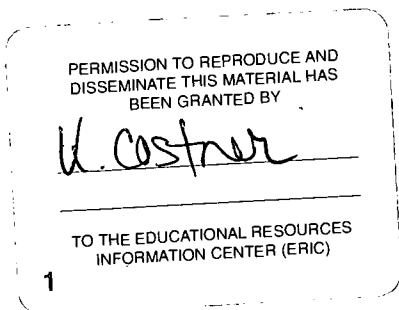 PERMISSION TO REPRODUCE AND
DISSEMINATE THIS MATERIAL HAS
BEEN GRANTED BY
K. Costner
TO THE EDUCATIONAL RESOURCES
INFORMATION CENTER (ERIC)
1